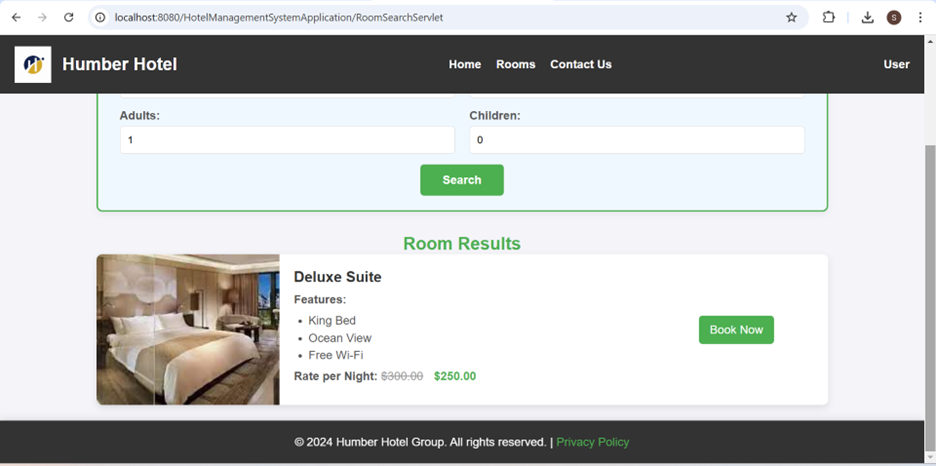 localhost:8080/HotelManagementSystemApplication/RoomSearchServlet
S
Humber Hotel
Home Rooms Contact Us
User
Adults:
Children:
1
0
Search
Room Results
Deluxe Suite
Features:
• King Bed
• Ocean View
• Free Wi-Fi
Rate per Night: $300.00 $250.00
Book Now
© 2024 Humber Hotel Group. All rights reserved. | Privacy Policy